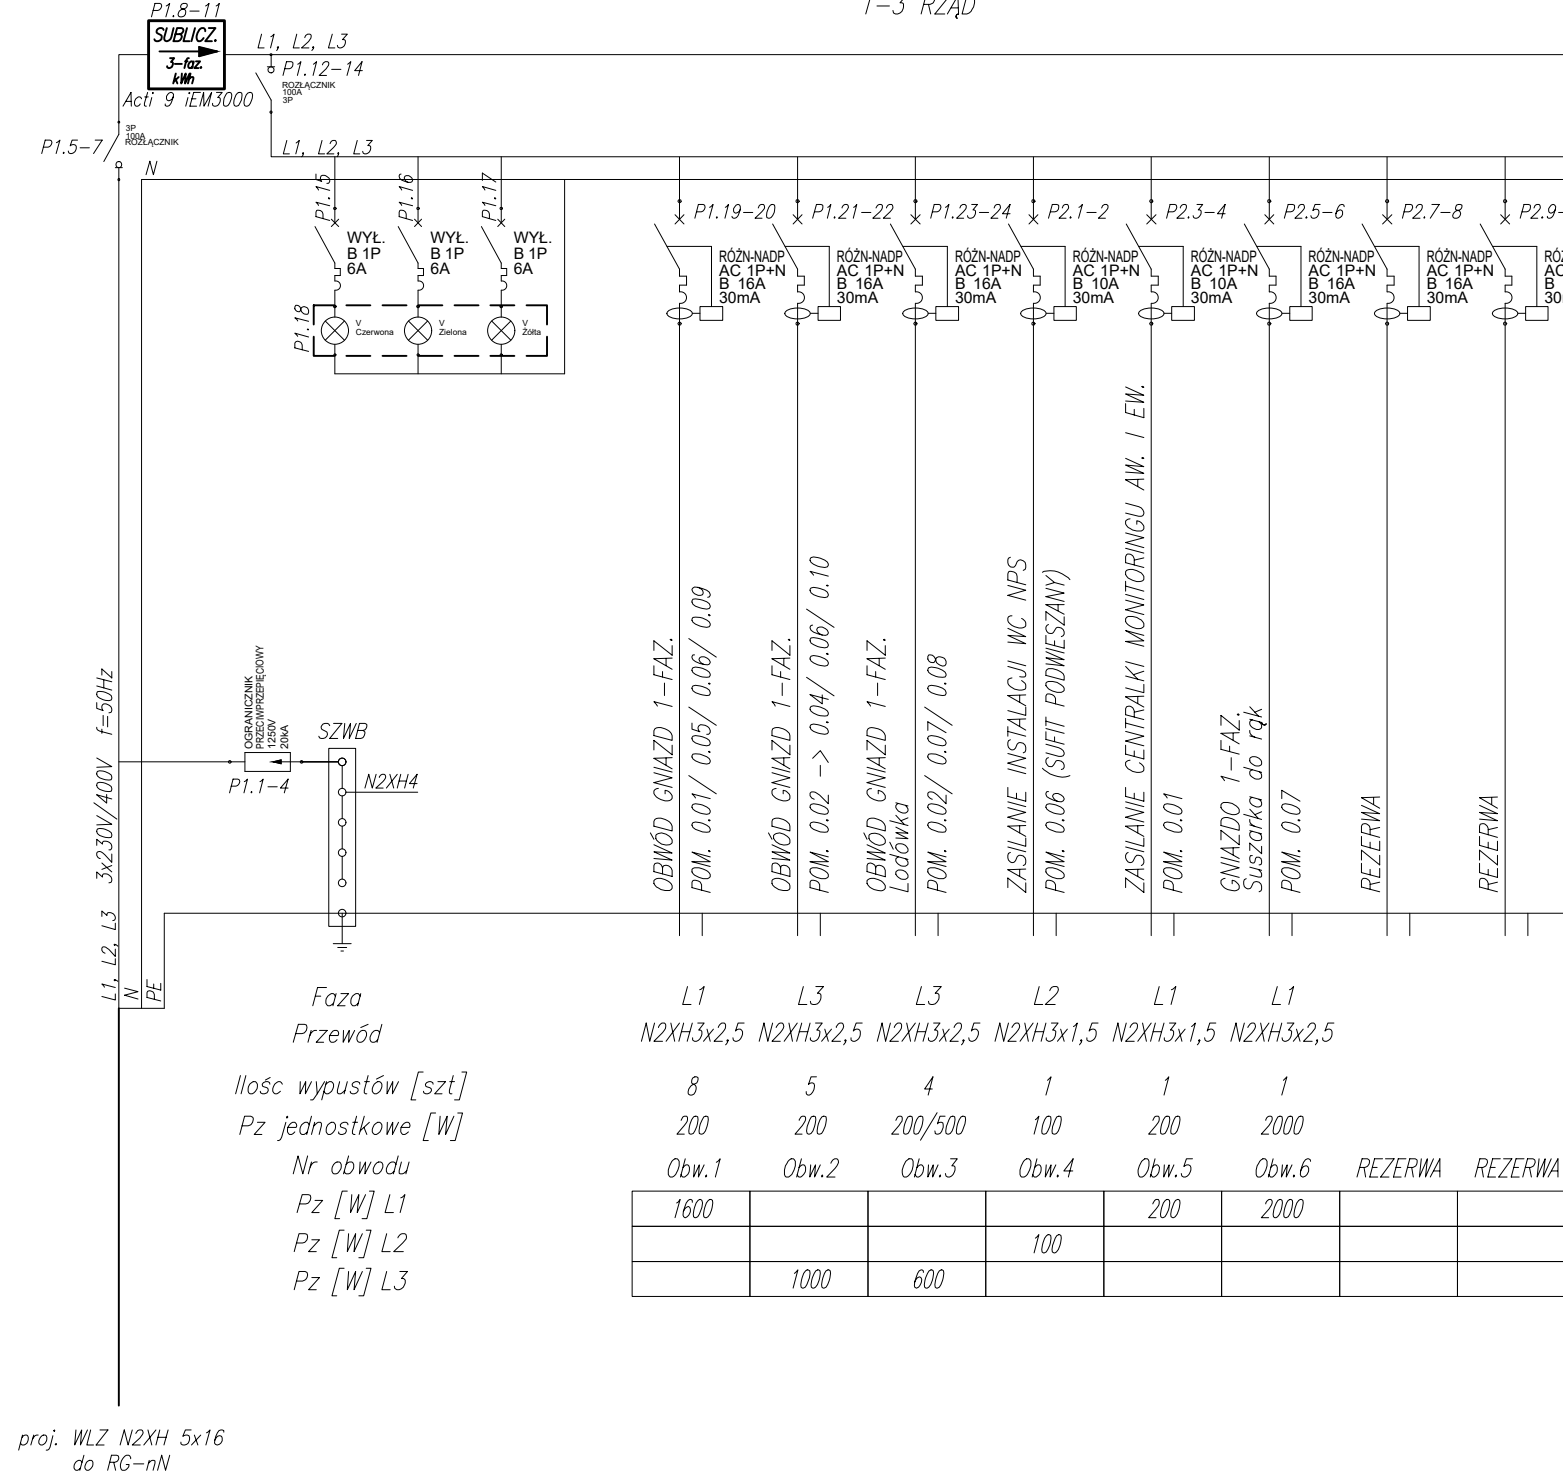 1-3 RZĄD
P1.8-11
SUBLICZ.
3-faz.
kWh
Acti 9 iEM3000
L1, L2, L3
P1.12-14
ROZŁĄCZNIK
100A
3P
P1.5-7
3P
100A
ROZŁĄCZNIK
N
L1, L2, L3
P1.15
WYŁ.
B 1P
6A
P1.16
WYŁ.
B 1P
6A
P1.17
WYŁ.
B 1P
6A
P1.18
V
Czerwona
V
Zielona
V
Żółta
P1.19-20
RÓŻN-NADP
AC 1P+N
B 16A
30mA
P1.21-22
RÓŻN-NADP
AC 1P+N
B 16A
30mA
P1.23-24
RÓŻN-NADP
AC 1P+N
B 16A
30mA
P2.1-2
RÓŻN-NADP
AC 1P+N
B 10A
30mA
P2.3-4
RÓŻN-NADP
AC 1P+N
B 10A
30mA
P2.5-6
RÓŻN-NADP
AC 1P+N
B 16A
30mA
P2.7-8
RÓŻN-NADP
AC 1P+N
B 16A
30mA
P2.9-
OBWÓD GNIAZD 1-FAZ.
POM. 0.01/ 0.05/ 0.06/ 0.09
OBWÓD GNIAZD 1-FAZ.
POM. 0.02 -> 0.04/ 0.06/ 0.10
OBWÓD GNIAZD 1-FAZ.
Lodówka
POM. 0.02/ 0.07/ 0.08
ZASILANIE INSTALACJI WC NPS
POM. 0.06 (SUFIT PODWIESZANY)
ZASILANIE CENTRALKI MONITORINGU AW. I EW.
POM. 0.01
GNIAZDO 1-FAZ.
Suszarka do rąk
POM. 0.07
REZERWA
REZERWA
OGRANICZNIK
PRZECIWPRZEPIĘCIOWY
1250V
20kA
P1.1-4
SZWB
N2XH4
L1, L2, L3 3x230V/400V f=50Hz
N
PE
Faza L1 L3 L3 L2 L1 L1
Przewód N2XH3x2,5 N2XH3x2,5 N2XH3x2,5 N2XH3x1,5 N2XH3x1,5 N2XH3x2,5
Ilośc wypustów [szt] 8 5 4 1 1 1
Pz jednostkowe [W] 200 200 200/500 100 200 2000
Nr obwodu Obw.1 Obw.2 Obw.3 Obw.4 Obw.5 Obw.6 REZERWA REZERWA
Pz [W] L1 1600 200 2000
Pz [W] L2 100
Pz [W] L3 1000 600
proj. WLZ N2XH 5x16
do RG-nN